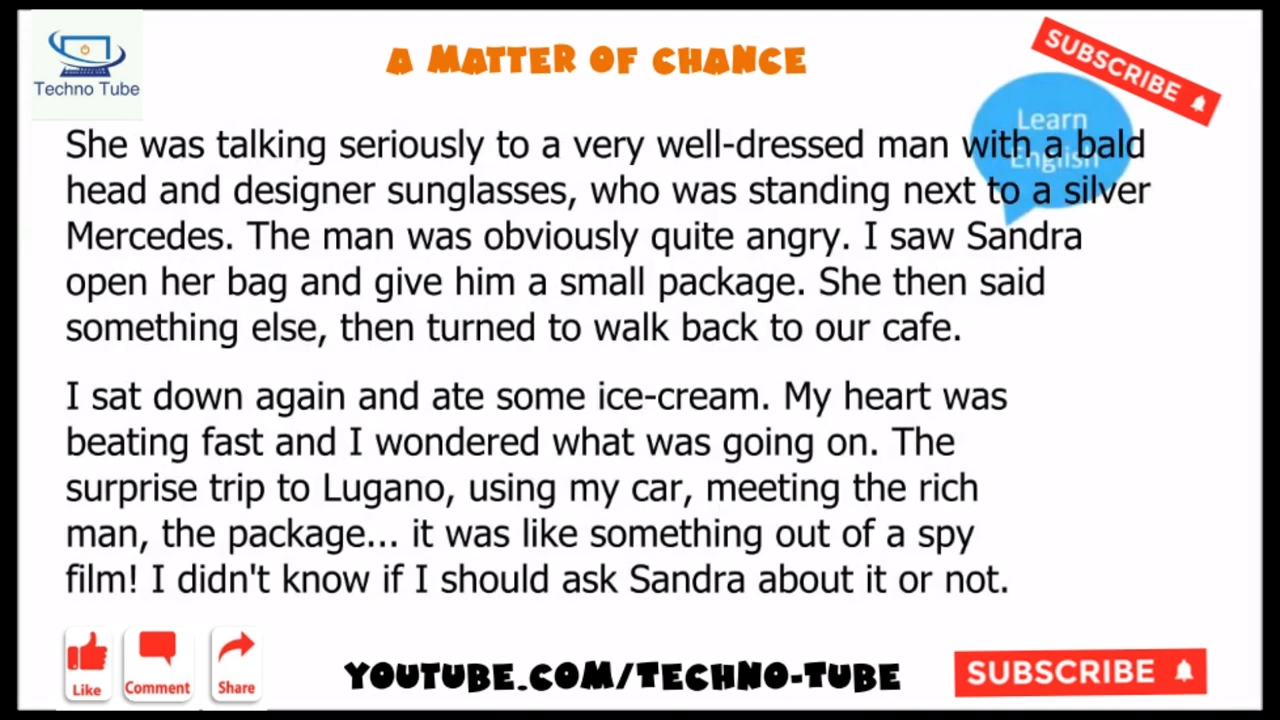 Techno Tube
A MATTER OF CHANCE
SUBSCRIBE
Learn
English
She was talking seriously to a very well-dressed man with a bald
head and designer sunglasses, who was standing next to a silver
Mercedes. The man was obviously quite angry. I saw Sandra
open her bag and give him a small package. She then said
something else, then turned to walk back to our cafe.
I sat down again and ate some ice-cream. My heart was
beating fast and I wondered what was going on. The
surprise trip to Lugano, using my car, meeting the rich
man, the package... it was like something out of a spy
film! I didn't know if I should ask Sandra about it or not.
Like
Comment
Share
YOUTUBE.COM/TECHNO-TUBE
SUBSCRIBE